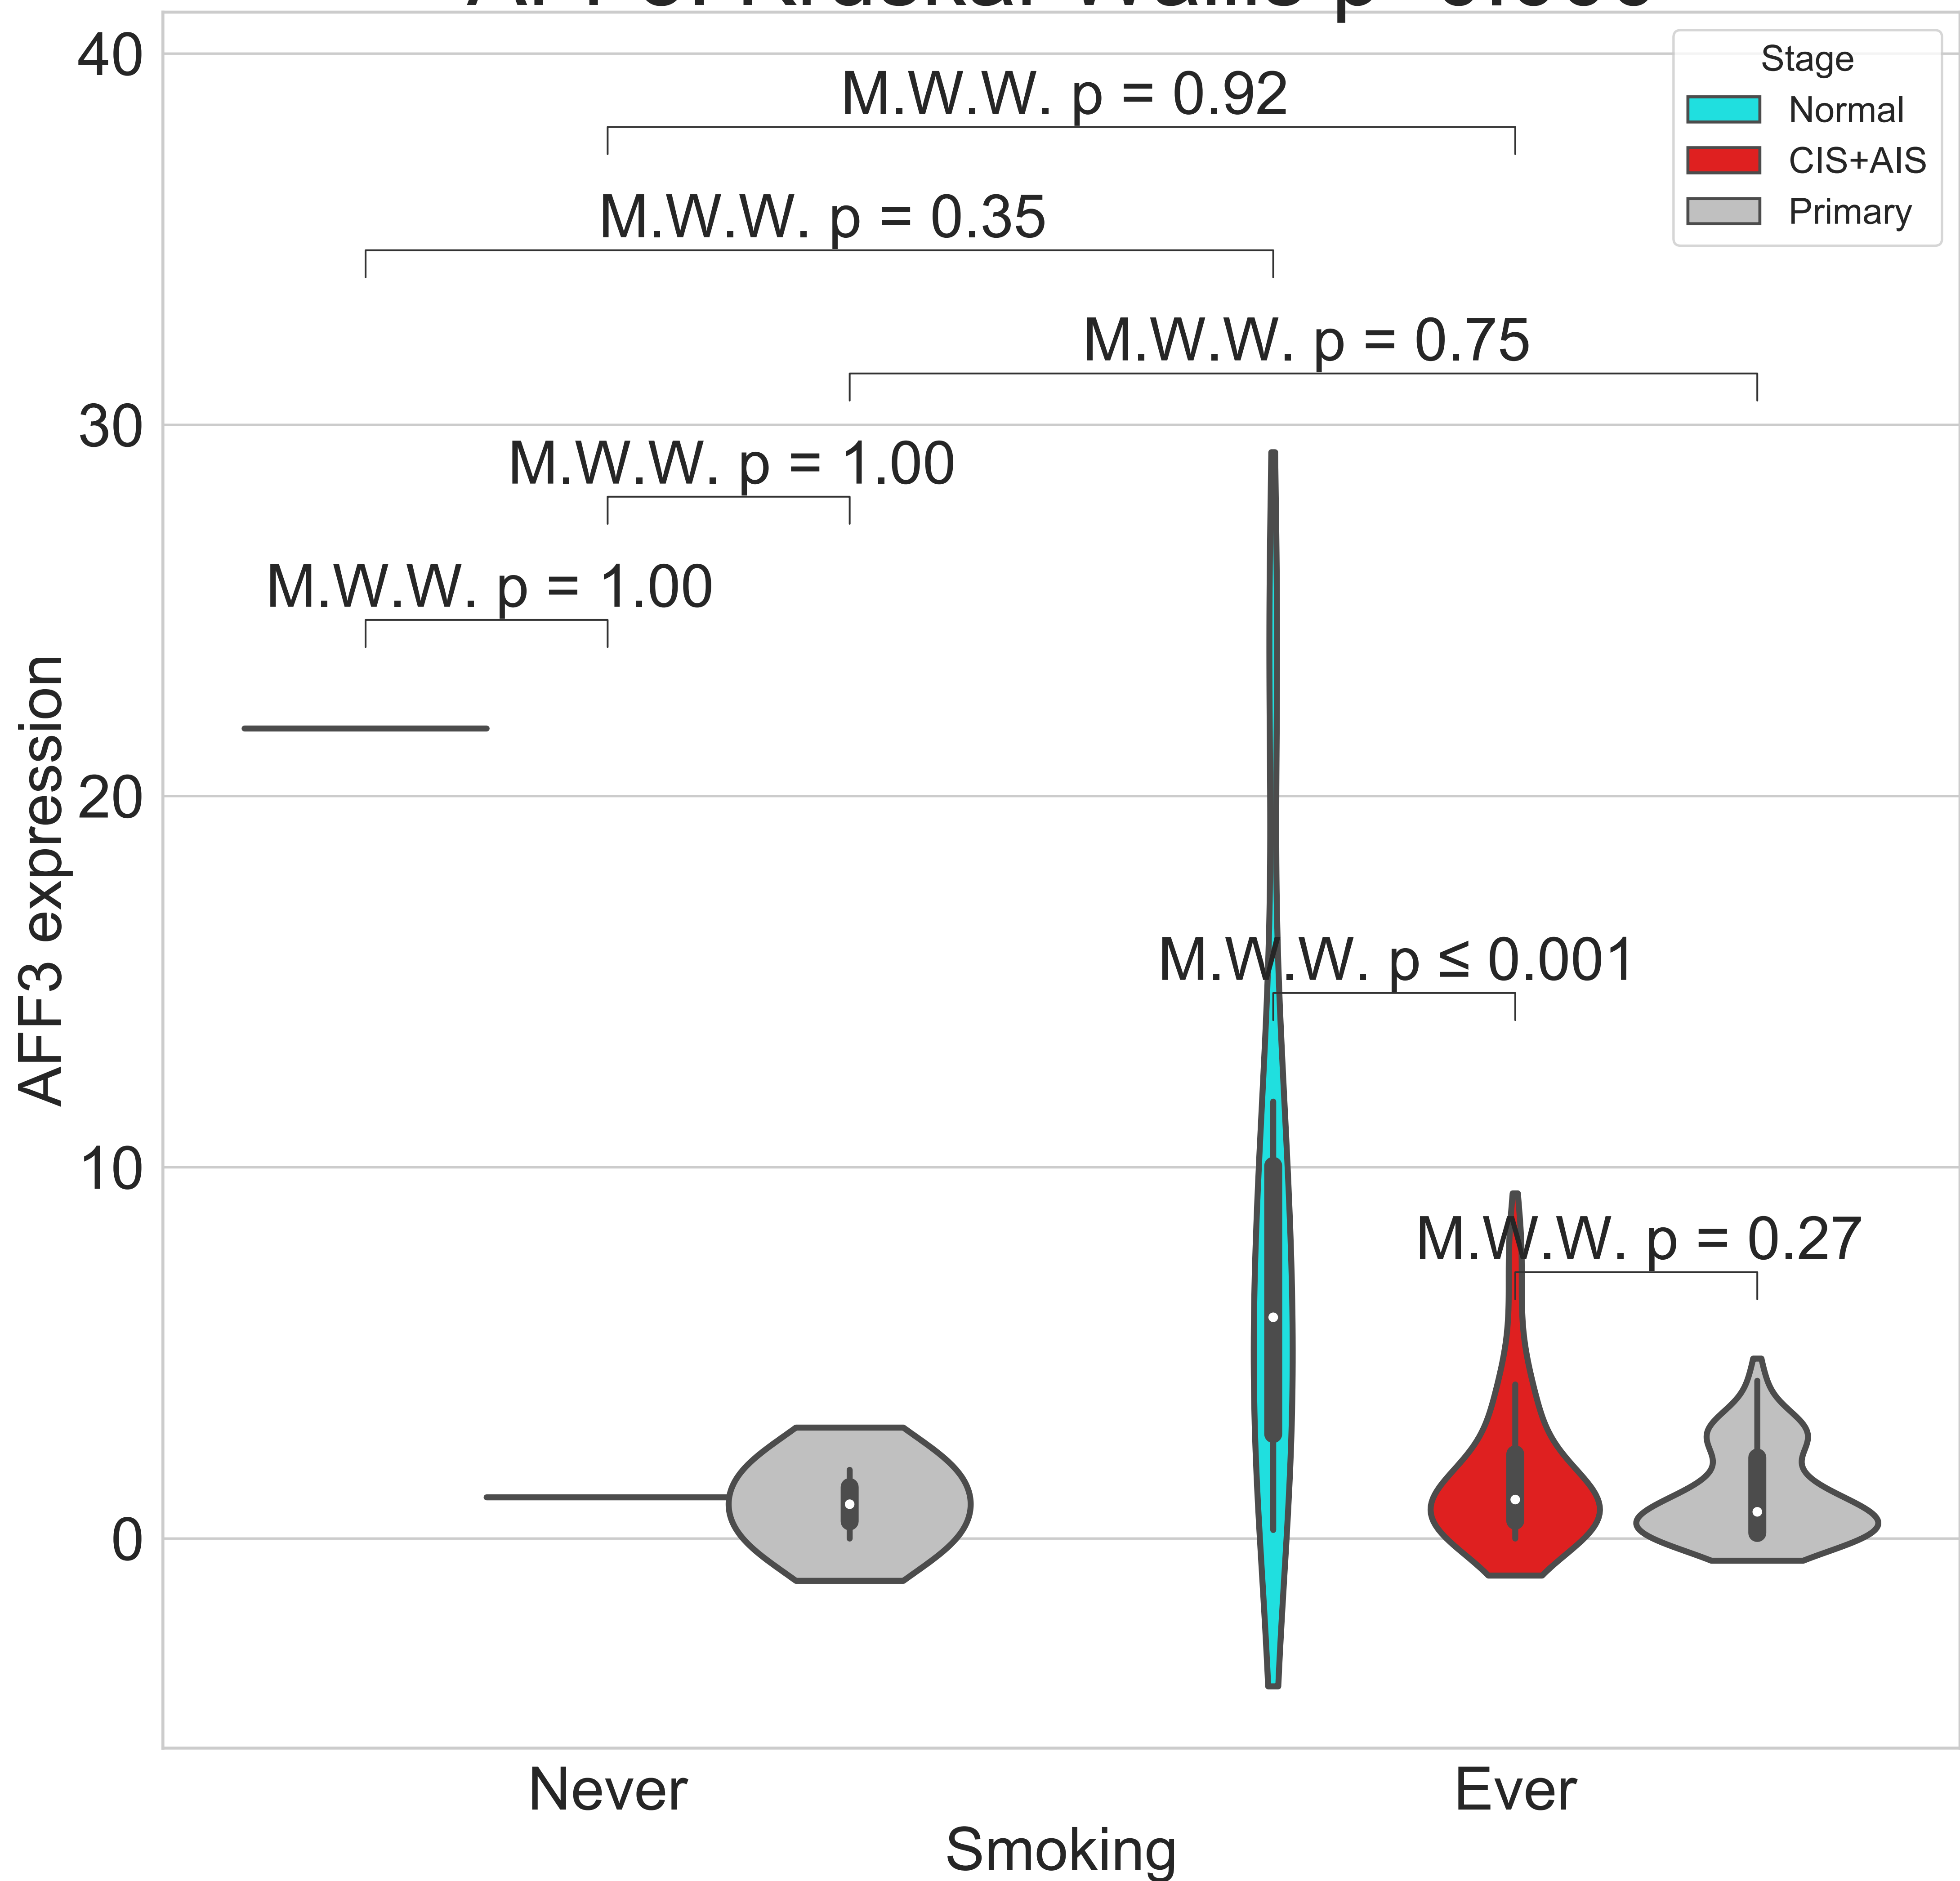 40
30
20
10
0
AFF3 expression
Stage
Normal
CIS+AIS
Primary
M.W.W. p = 0.92
M.W.W. p = 0.35
M.W.W. p = 0.75
M.W.W. p = 1.00
M.W.W. p = 1.00
M.W.W. p ≤ 0.001
M.W.W. p = 0.27
Never
Ever
Smoking